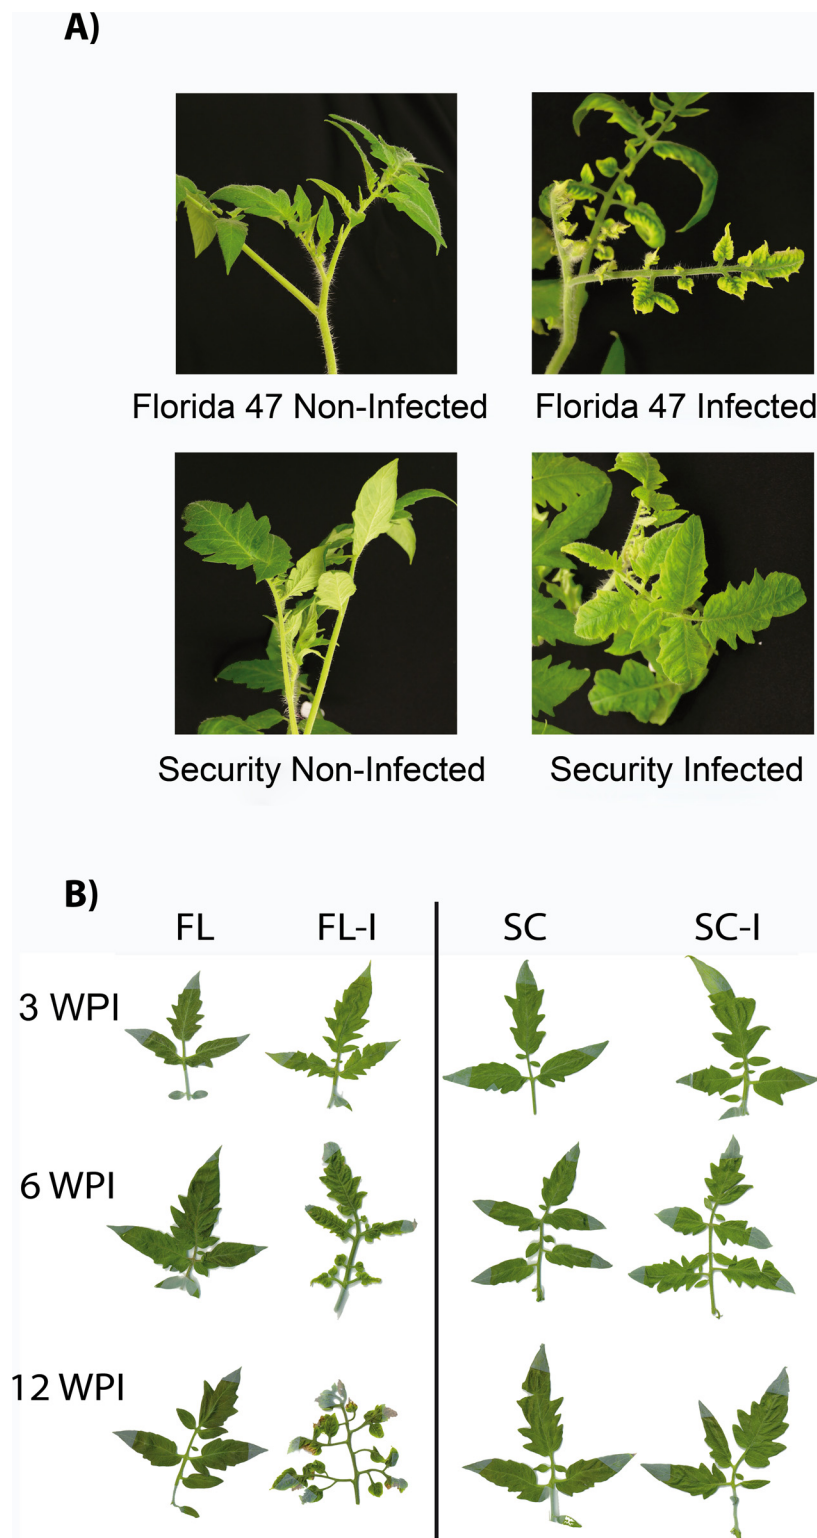 A)
Florida 47 Non-Infected
Florida 47 Infected
Security Non-Infected
Security Infected
B)
FL
FL-I
SC
SC-I
3 WPI
6 WPI
12 WPI